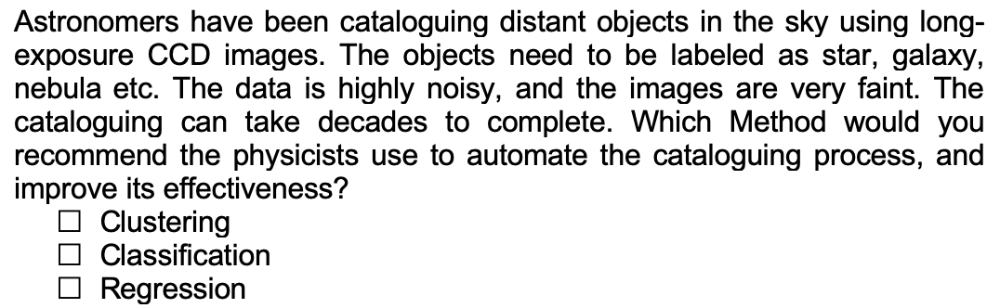 Astronomers have been cataloguing distant objects in the sky using long-
exposure CCD images. The objects need to be labeled as star, galaxy,
nebula etc. The data is highly noisy, and the images are very faint. The
cataloguing can take decades to complete. Which Method would you
recommend the physicists use to automate the cataloguing process, and
improve its effectiveness?
☐ Clustering
☐ Classification
☐ Regression